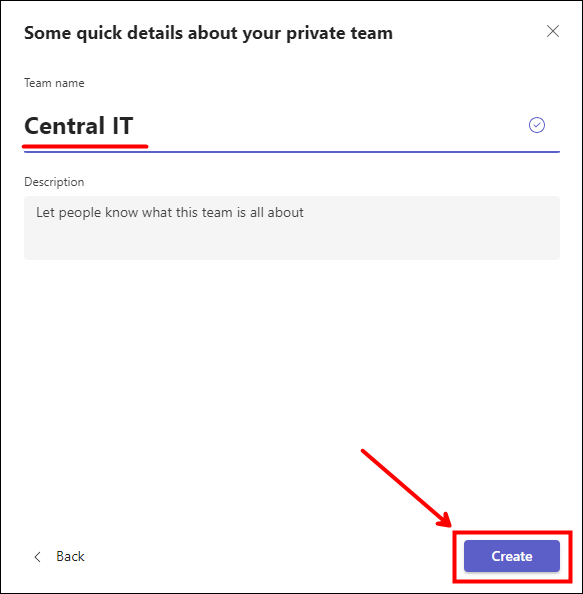 Some quick details about your private team
Team name
Central IT
Description
Let people know what this team is all about
Back
Create